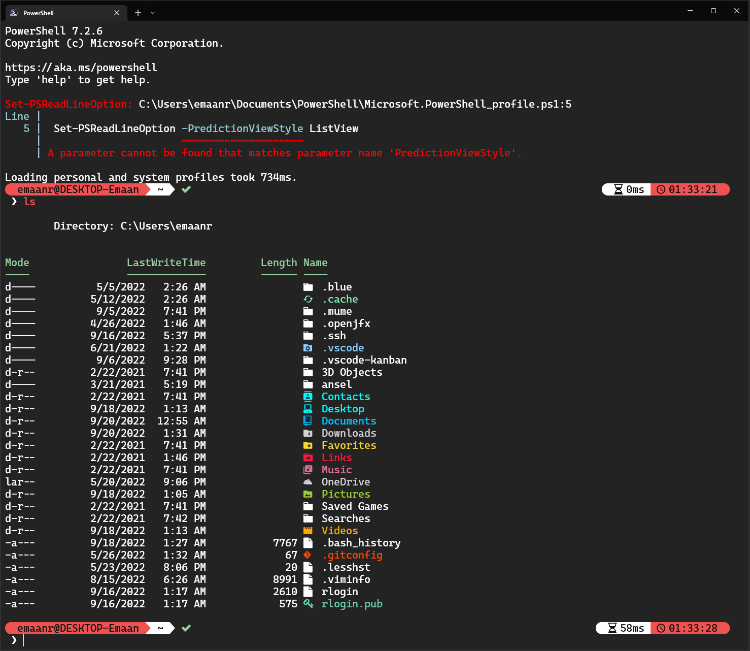 PowerShell
PowerShell 7.2.6
Copyright (c) Microsoft Corporation.
https://aka.ms/powershell
Type 'help' to get help.
Set-PSReadLineOption: C:\Users\emaanr\Documents\PowerShell\Microsoft.PowerShell_profile.ps1:5
Line |
5 | Set-PSReadLineOption -PredictionViewStyle ListView
| ~~~~~~~~~~~~~~~~~~~~
| A parameter cannot be found that matches parameter name 'PredictionViewStyle'.
Loading personal and system profiles took 734ms.
emaanr@DESKTOP-Emaan ~ ✔ 0ms 01:33:21
❯ ls
Directory: C:\Users\emaanr
Mode LastWriteTime Length Name
d---- 5/5/2022 2:26 AM .blue
d---- 5/12/2022 2:26 AM .cache
d---- 9/5/2022 7:41 PM .mume
d---- 4/26/2022 1:46 AM .openjfx
d---- 9/16/2022 5:37 PM .ssh
d---- 6/21/2022 1:22 AM .vscode
d---- 9/6/2022 9:28 PM .vscode-kanban
d-r-- 2/22/2021 7:41 PM 3D Objects
d---- 3/21/2021 5:19 PM ansel
d-r-- 2/22/2021 7:41 PM Contacts
d-r-- 9/18/2022 1:13 AM Desktop
d-r-- 9/20/2022 12:55 AM Documents
d-r-- 9/20/2022 1:31 AM Downloads
d-r-- 2/22/2021 7:41 PM Favorites
d-r-- 2/22/2021 1:46 PM Links
d-r-- 2/22/2021 7:41 PM Music
lar-- 5/20/2022 9:06 PM OneDrive
d-r-- 9/18/2022 1:05 AM Pictures
d-r-- 2/22/2021 7:41 PM Saved Games
d-r-- 2/22/2021 7:42 PM Searches
d-r-- 9/18/2022 1:13 AM Videos
-a--- 9/18/2022 1:27 AM 7767 .bash_history
-a--- 5/26/2022 1:32 AM 67 .gitconfig
-a--- 5/23/2022 8:06 PM 20 .lesshst
-a--- 8/15/2022 6:26 AM 8991 .viminfo
-a--- 9/16/2022 1:17 AM 2610 rlogin
-a--- 9/16/2022 1:17 AM 575 rlogin.pub
emaanr@DESKTOP-Emaan ~ ✔ 58ms 01:33:28
❯